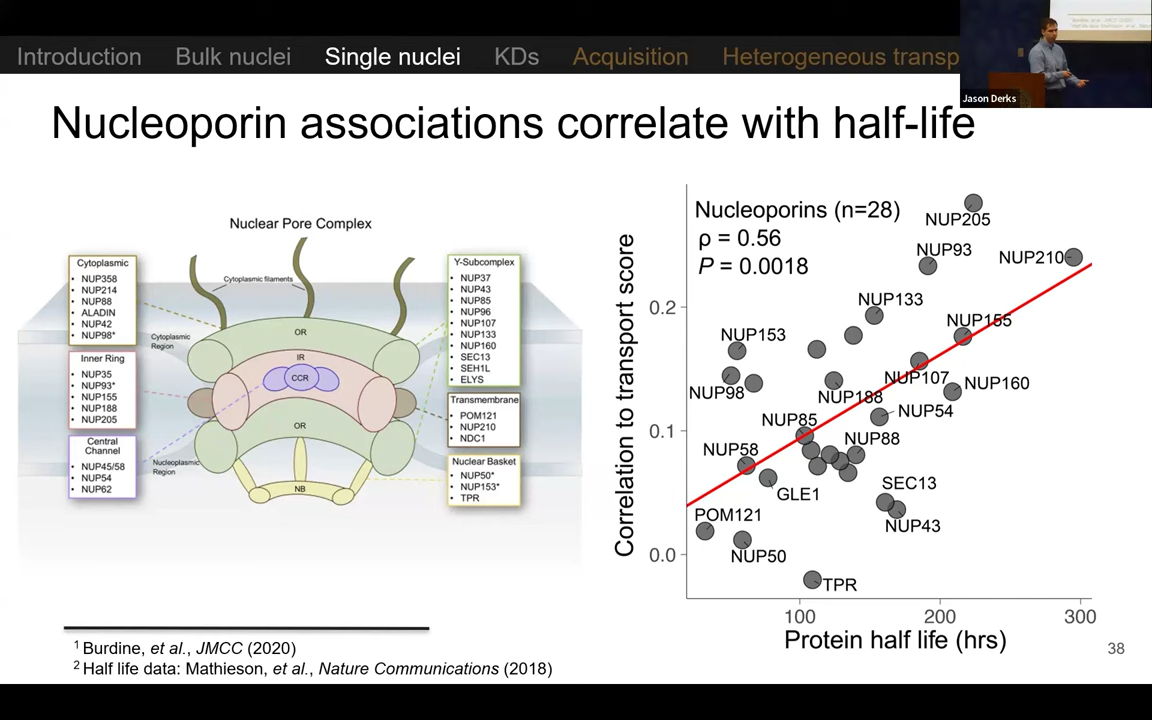 Introduction Bulk nuclei Single nuclei KDs Acquisition Heterogeneous transp
Jason Derks
Nucleoporin associations correlate with half-life
Nuclear Pore Complex
Cytoplasmic
• NUP358
• NUP214
• NUP88
• ALADIN
• NUP42
• NUP98*
Inner Ring
• NUP35
• NUP93*
• NUP155
• NUP188
• NUP205
Central
Channel
• NUP45/58
• NUP54
• NUP62
Cytoplasmic filaments
Cytoplasmic
Region
OR
IR
CCR
OR
Nucleoplasmic
Region
NB
Y-Subcomplex
• NUP37
• NUP43
• NUP85
• NUP96
• NUP107
• NUP133
• NUP160
• SEC13
• SEH1L
• ELYS
Transmembrane
• POM121
• NUP210
• NDC1
Nuclear Basket
• NUP50*
• NUP153*
• TPR
Correlation to transport score
Nucleoporins (n=28)
ρ = 0.56
P = 0.0018
NUP205
NUP93
NUP210
NUP133
NUP155
NUP153
NUP107
NUP98
NUP188
NUP160
NUP54
NUP85
NUP88
NUP58
GLE1
SEC13
POM121
NUP43
NUP50
TPR
0.2
0.1
0.0
100 200 300
Protein half life (hrs)
1 Burdine, et al., JMCC (2020)
2 Half life data: Mathieson, et al., Nature Communications (2018)
38